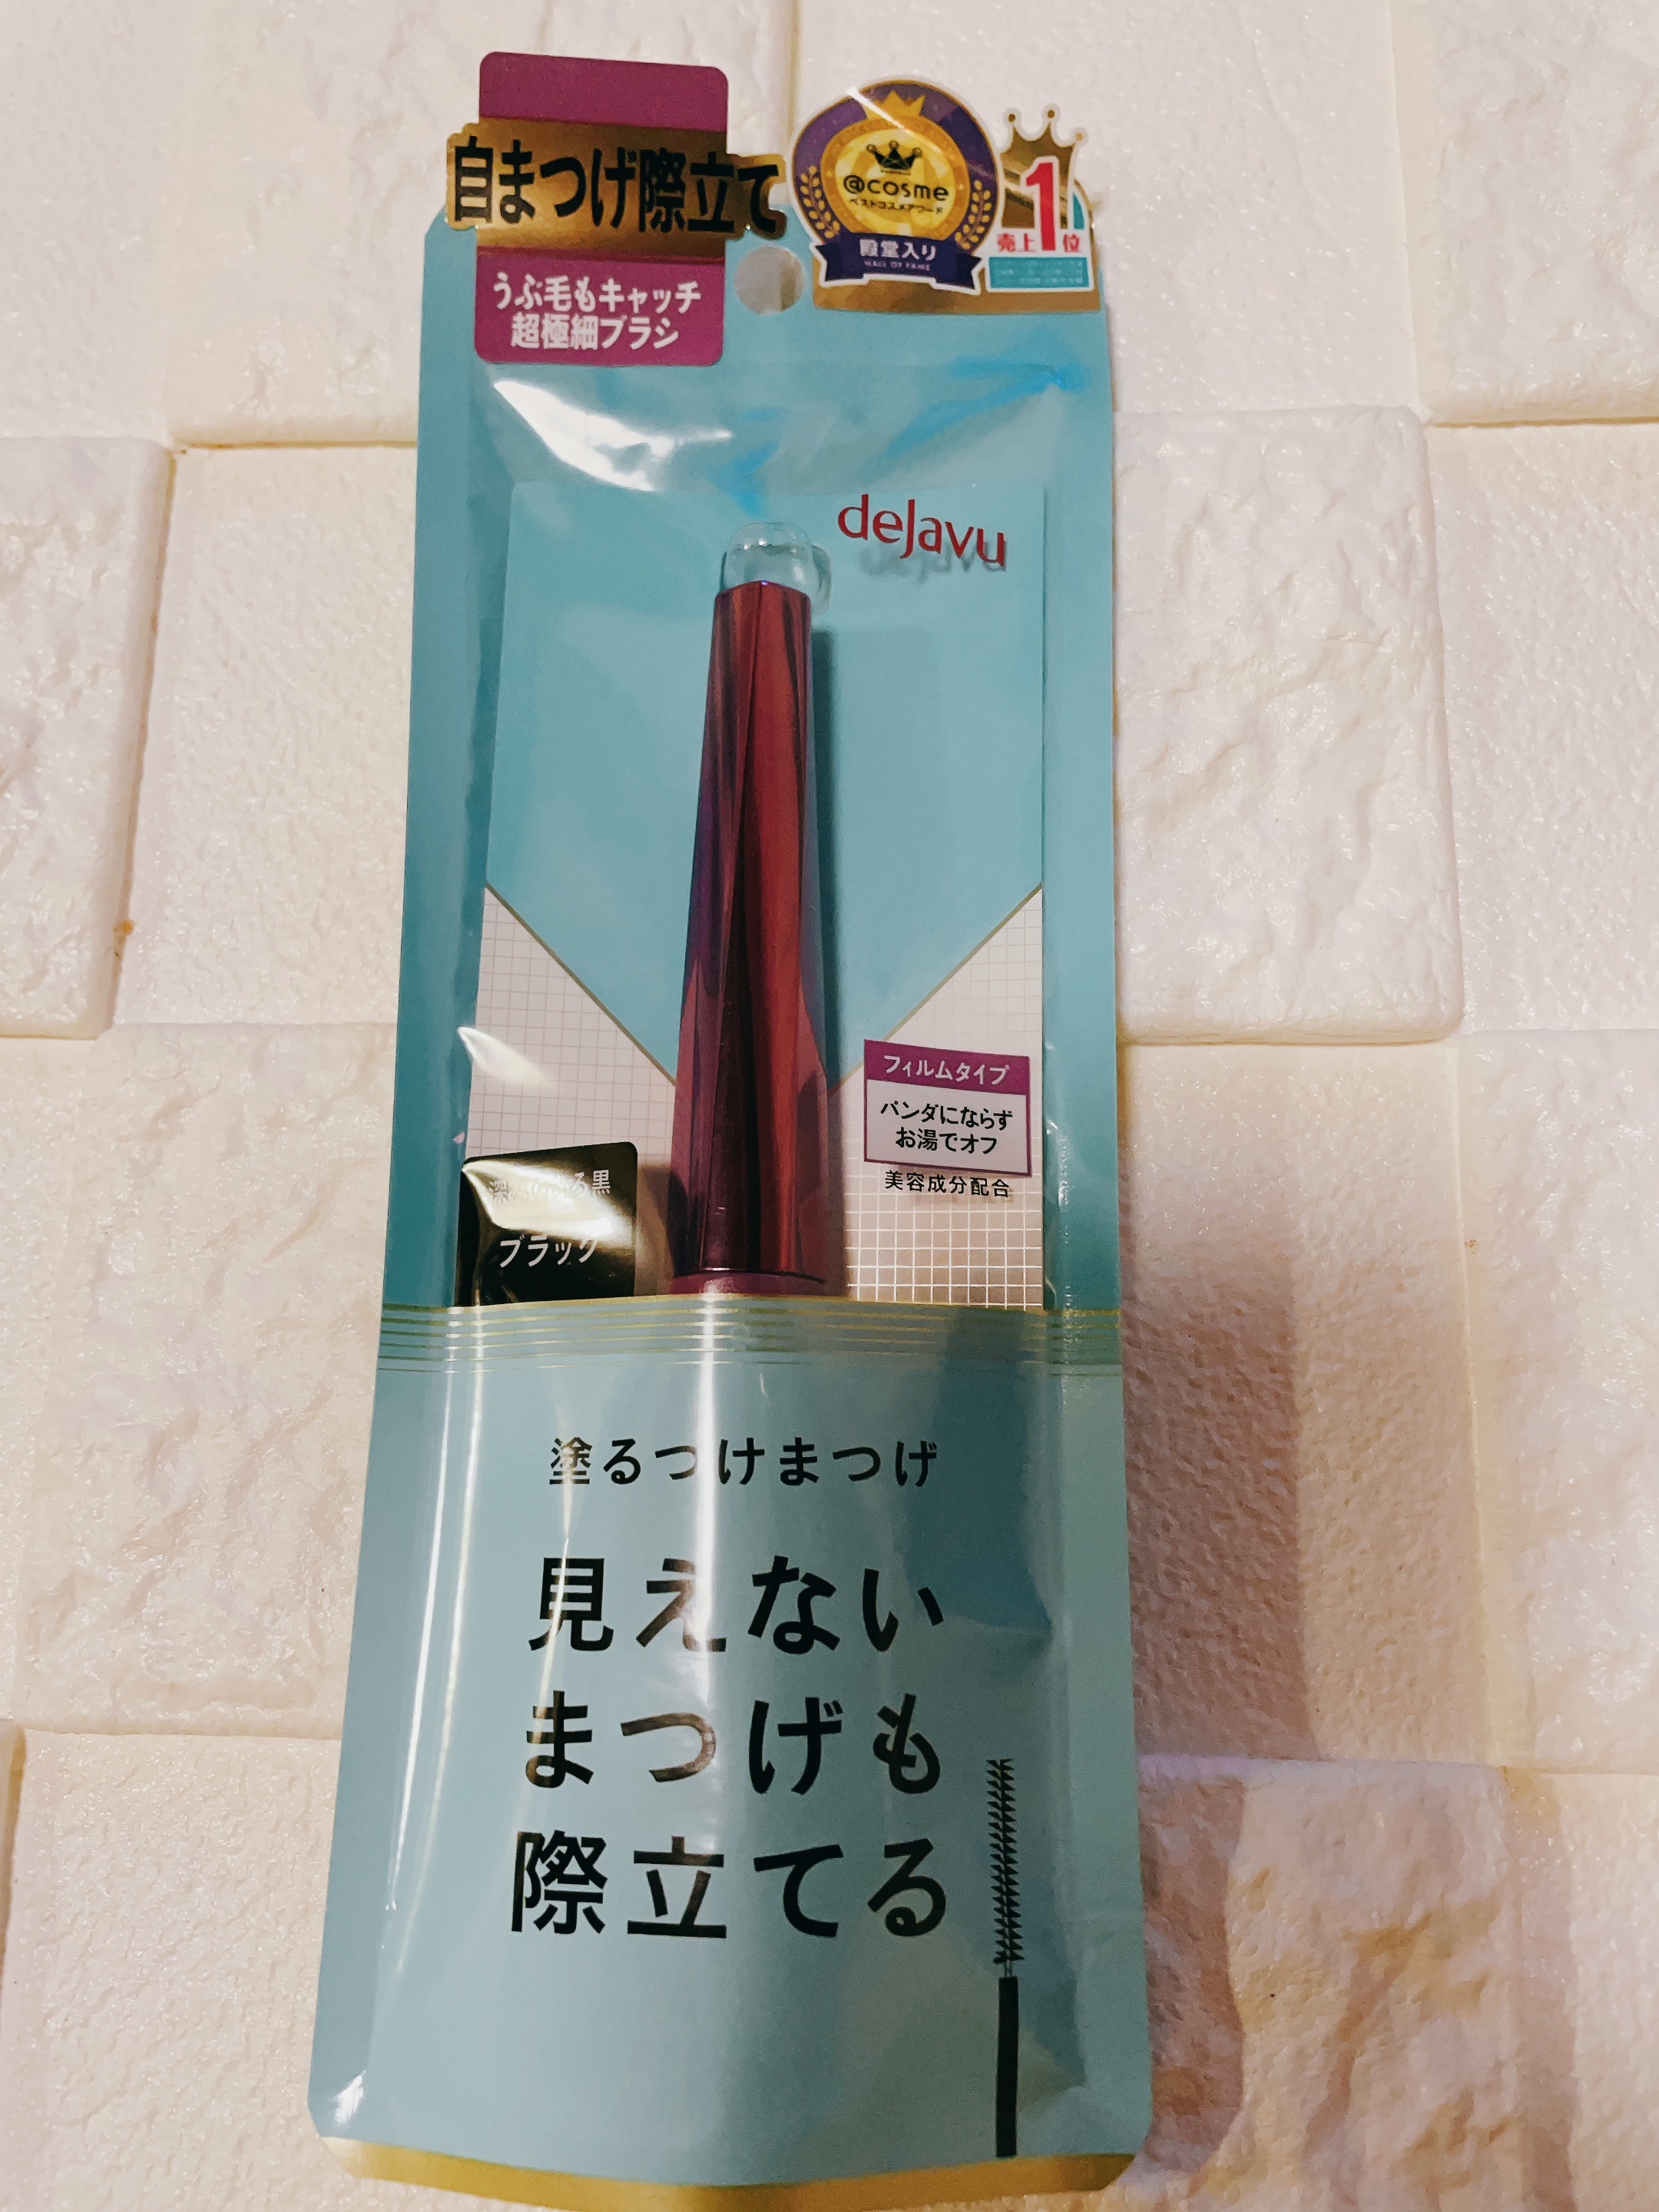 自まつげ際立て
うぶ毛もキャッチ
超極細ブラシ
@cosme
ベストコスメアワード
殿堂入り
HALL OF FAME
売上1位
dejavu
フィルムタイプ
パンダにならず
お湯でオフ
美容成分配合
ブラック
塗るつけまつげ
見えない
まつげも
際立てる